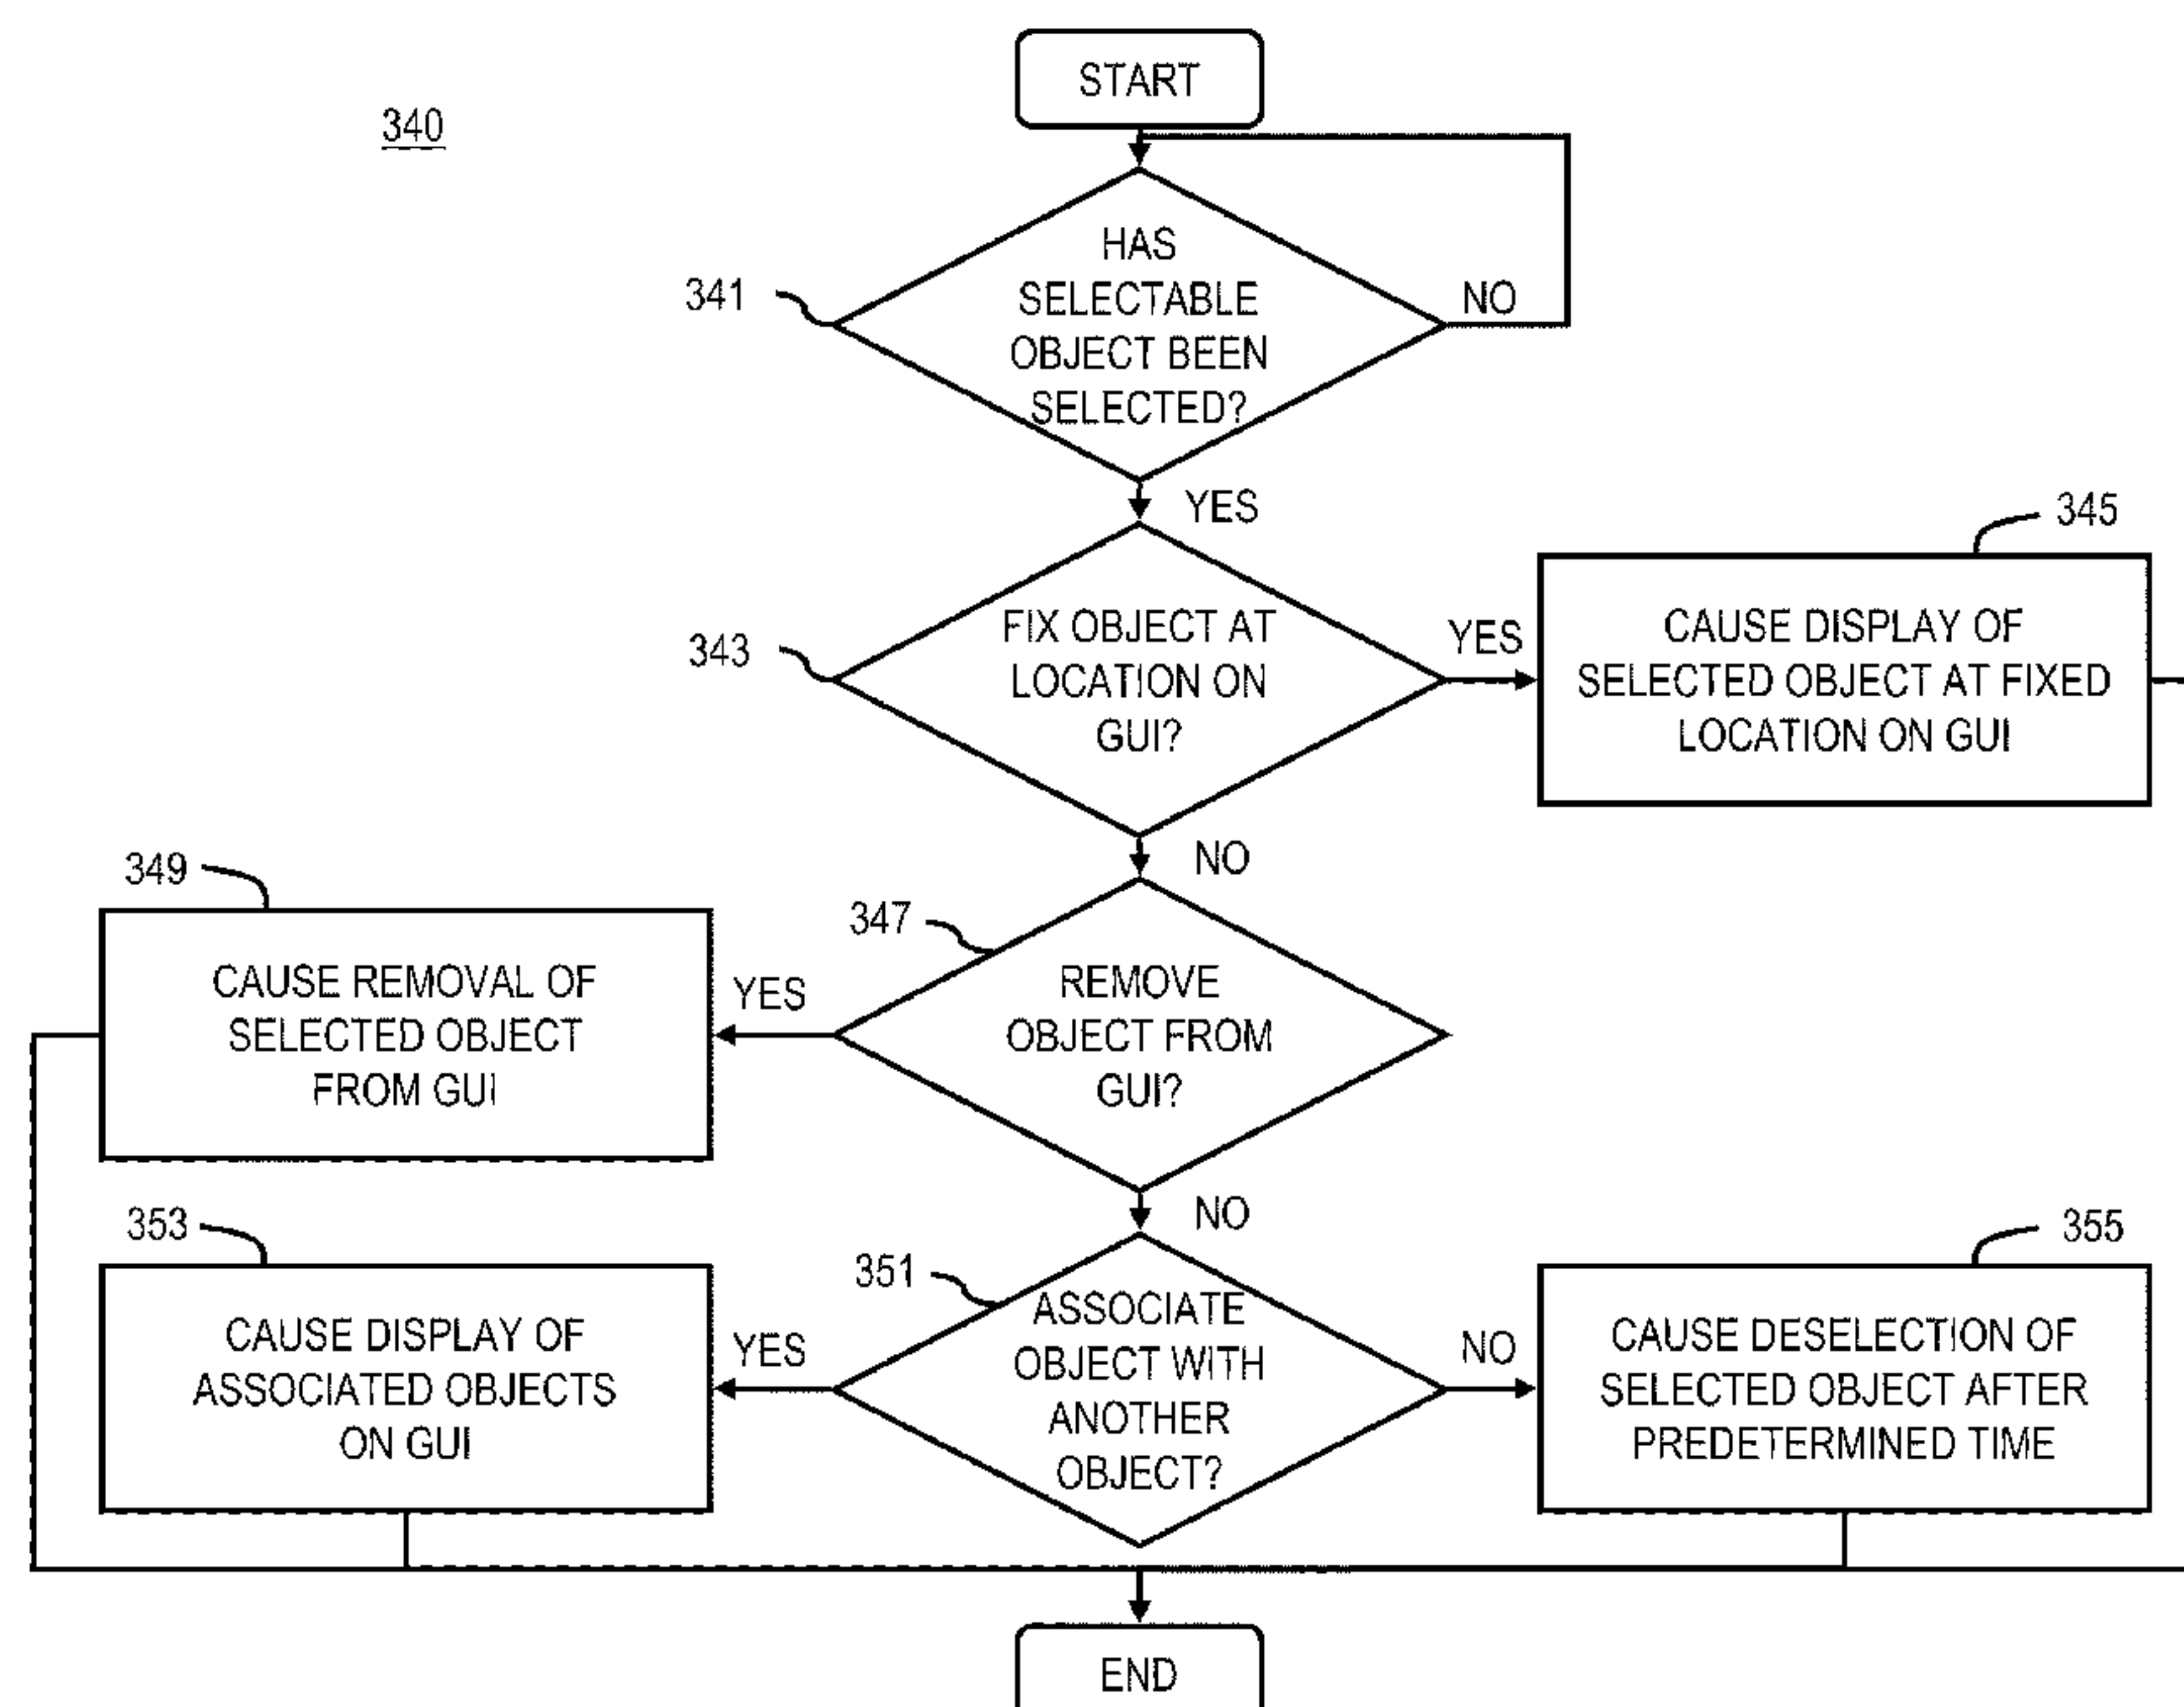 START
340
HAS
SELECTABLE
OBJECT BEEN
SELECTED?
341
NO
YES
345
FIX OBJECT AT
LOCATION ON
GUI?
343
YES
CAUSE DISPLAY OF
SELECTED OBJECT AT FIXED
LOCATION ON GUI
NO
349
347
CAUSE REMOVAL OF
SELECTED OBJECT
FROM GUI
YES
REMOVE
OBJECT FROM
GUI?
NO
353
351
355
CAUSE DISPLAY OF
ASSOCIATED OBJECTS
ON GUI
YES
ASSOCIATE
OBJECT WITH
ANOTHER
OBJECT?
NO
CAUSE DESELECTION OF
SELECTED OBJECT AFTER
PREDETERMINED TIME
END